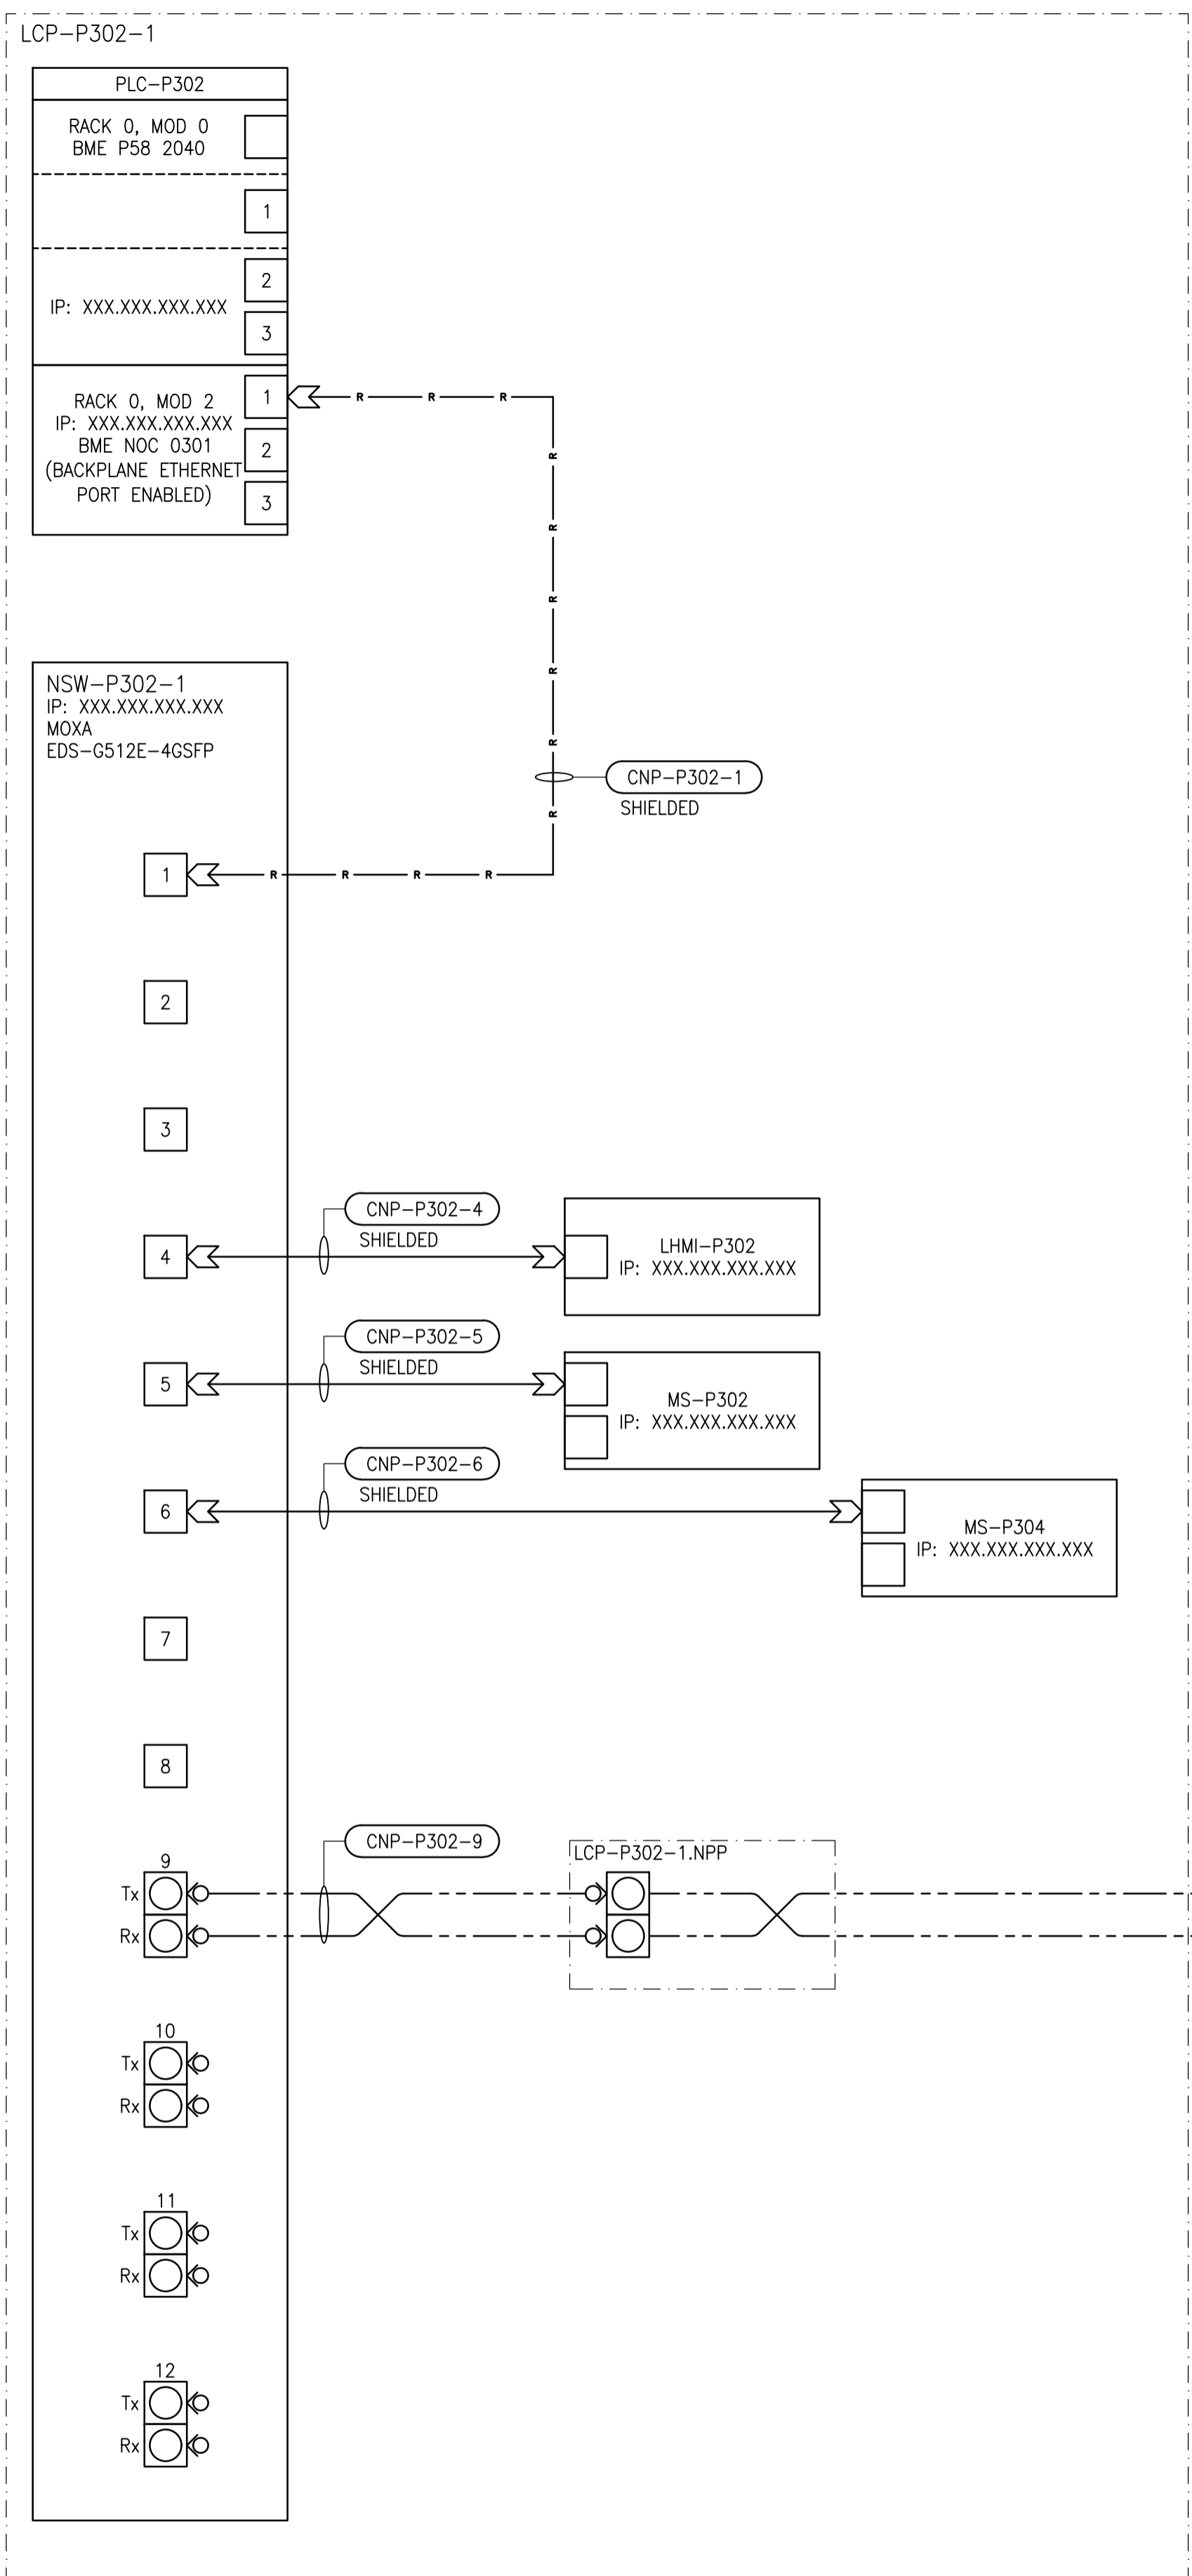 LCP-P302-1
PLC-P302
RACK 0, MOD 0
BME P58 2040
1
2
IP: XXX.XXX.XXX.XXX
3
RACK 0, MOD 2
IP: XXX.XXX.XXX.XXX
BME NOC 0301
(BACKPLANE ETHERNET
PORT ENABLED)
1
2
3
R R R
R
R
R
R
R
R
NSW-P302-1
IP: XXX.XXX.XXX.XXX
MOXA
EDS-G512E-4GSFP
CNP-P302-1
SHIELDED
1
R R R R
2
3
CNP-P302-4
SHIELDED
4
LHMI-P302
IP: XXX.XXX.XXX.XXX
CNP-P302-5
SHIELDED
5
MS-P302
IP: XXX.XXX.XXX.XXX
CNP-P302-6
SHIELDED
6
MS-P304
IP: XXX.XXX.XXX.XXX
7
8
CNP-P302-9
LCP-P302-1.NPP
9
Tx
Rx
10
Tx
Rx
11
Tx
Rx
12
Tx
Rx